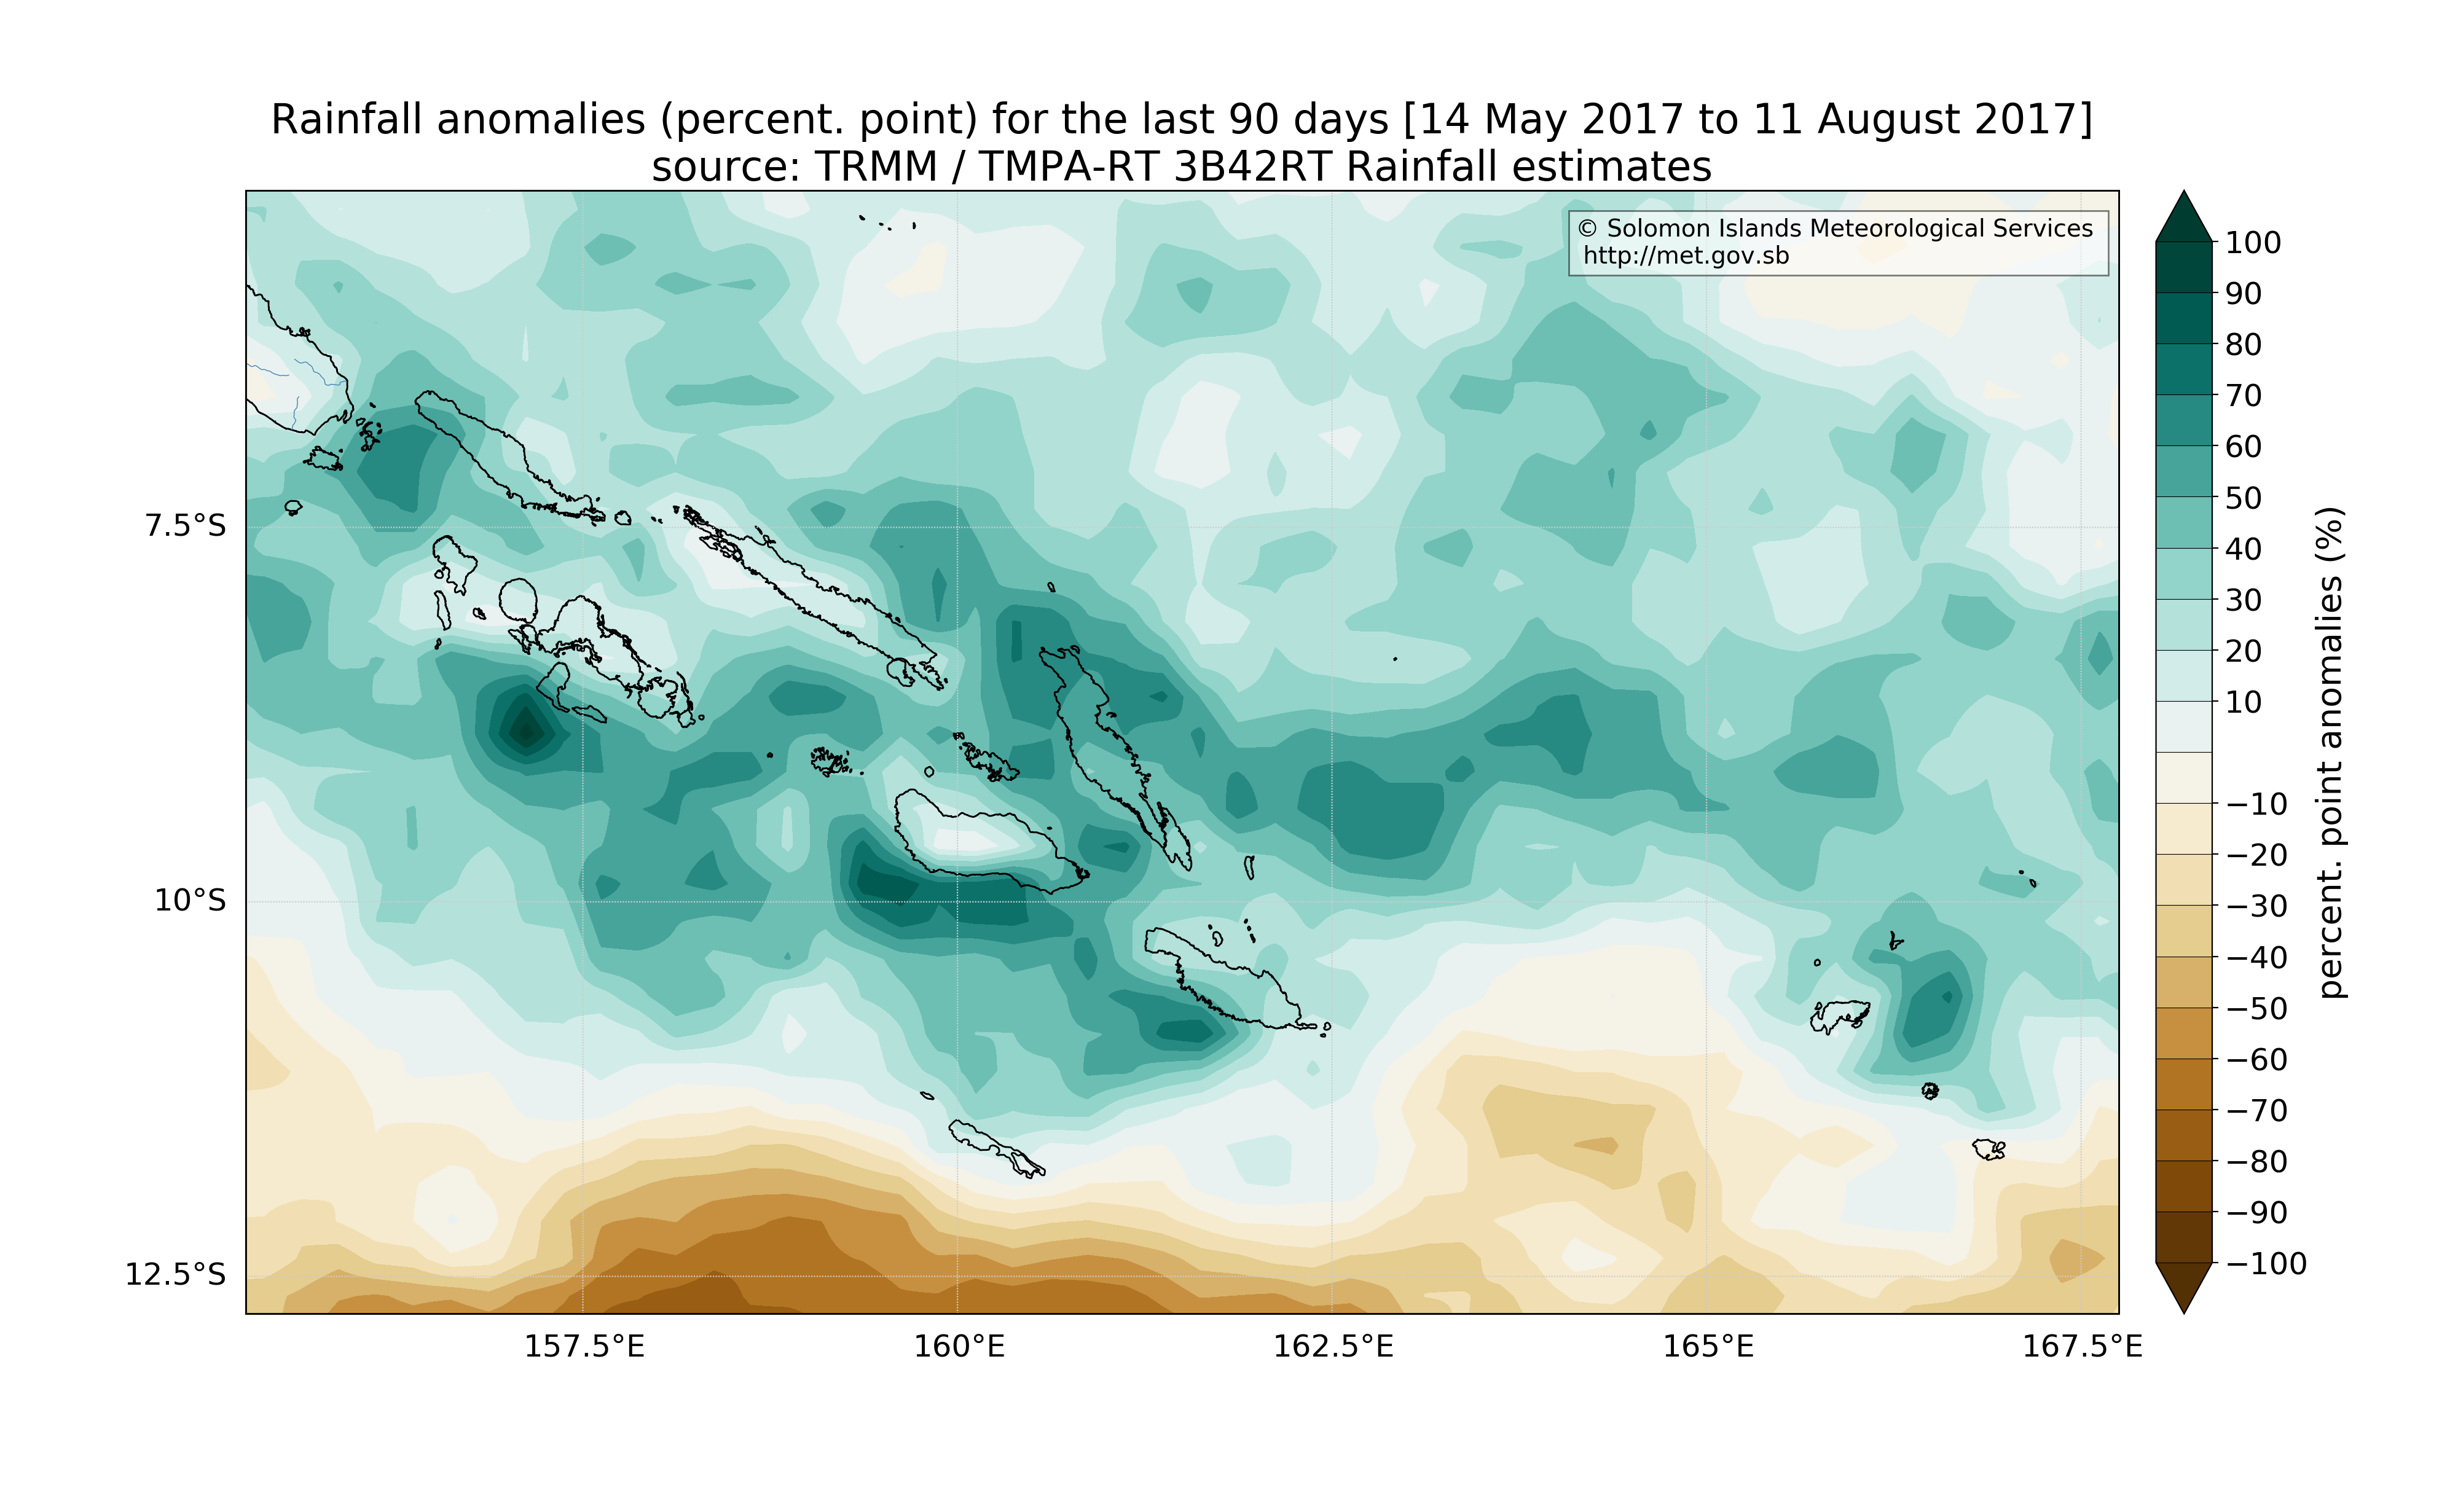 Rainfall anomalies (percent. point) for the last 90 days [14 May 2017 to 11 August 2017]
source: TRMM / TMPA-RT 3B42RT Rainfall estimates
© Solomon Islands Meteorological Services
http://met.gov.sb
7.5°S
10°S
12.5°S
157.5°E
160°E
162.5°E
165°E
167.5°E
100
90
80
70
60
50
40
30
20
10
−10
−20
−30
−40
−50
−60
−70
−80
−90
−100
percent. point anomalies (%)